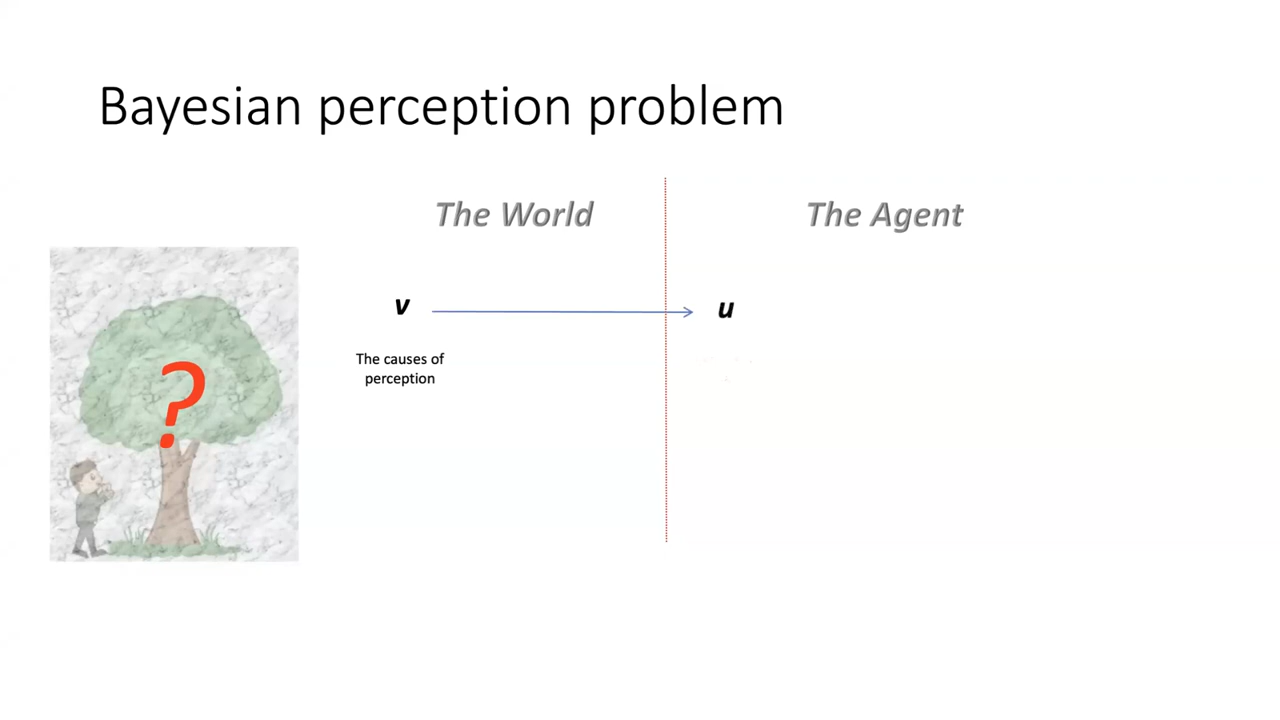 Bayesian perception problem
The World
The Agent
v
u
The causes of
perception
?